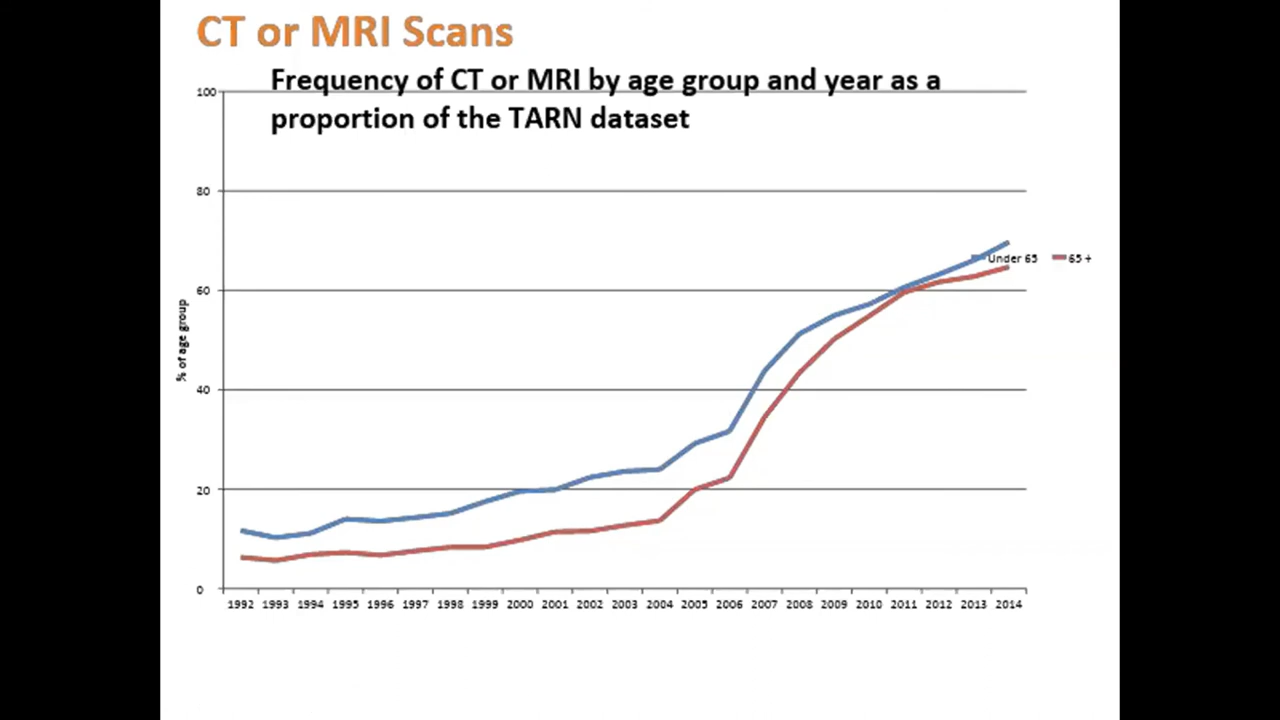 CT or MRI Scans
Frequency of CT or MRI by age group and year as a
proportion of the TARN dataset
100
80
60
40
20
0
% of age group
Under 65 65 +
1992 1993 1994 1995 1996 1997 1998 1999 2000 2001 2002 2003 2004 2005 2006 2007 2008 2009 2010 2011 2012 2013 2014